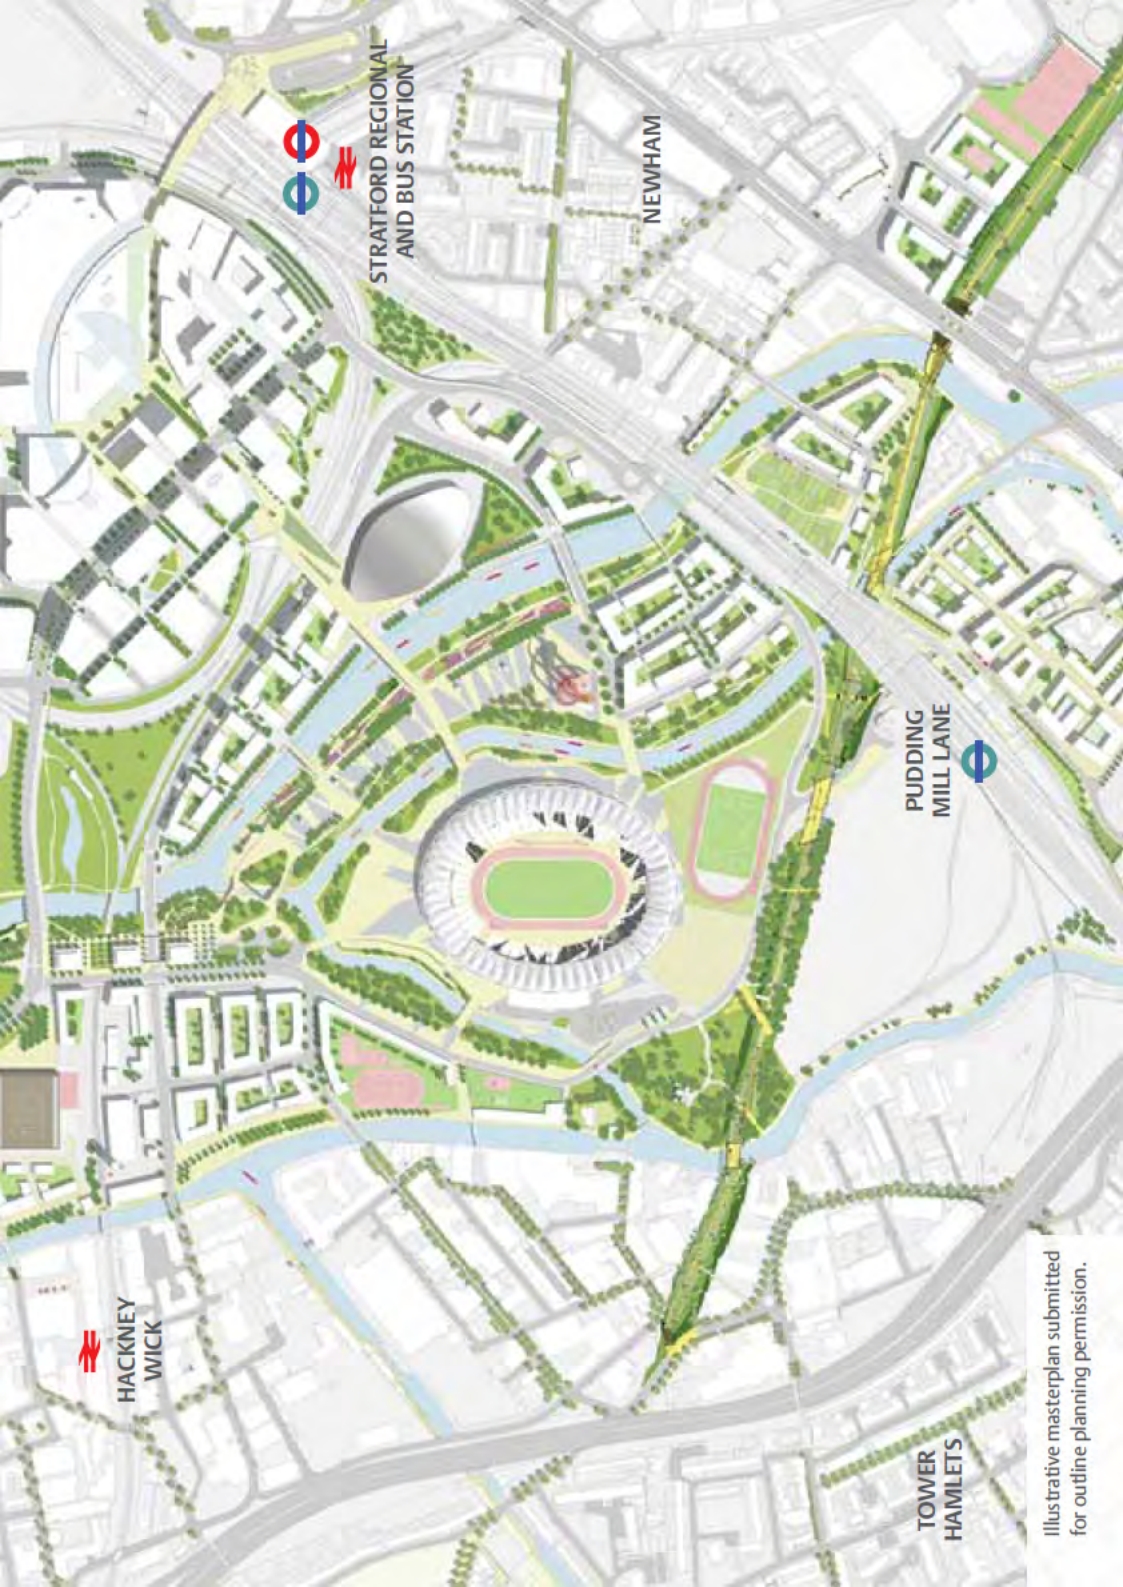 STRATFORD REGIONAL
AND BUS STATION
NEWHAM
PUDDING
MILL LANE
HACKNEY
WICK
TOWER
HAMLETS
Illustrative masterplan submitted
for outline planning permission.